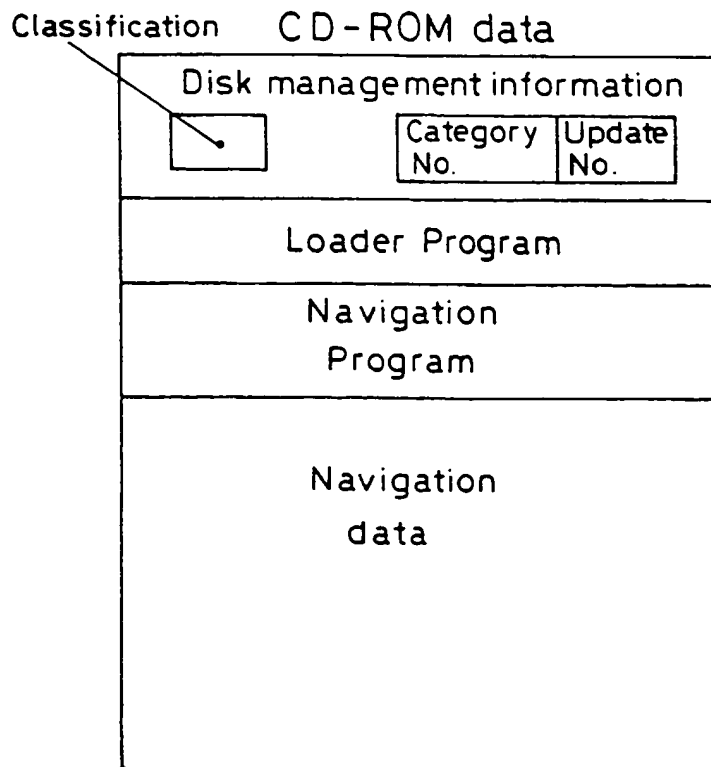 Classification
CD-ROM data
Disk management information
Category No.
Update No.
Loader Program
Navigation
Program
Navigation
data